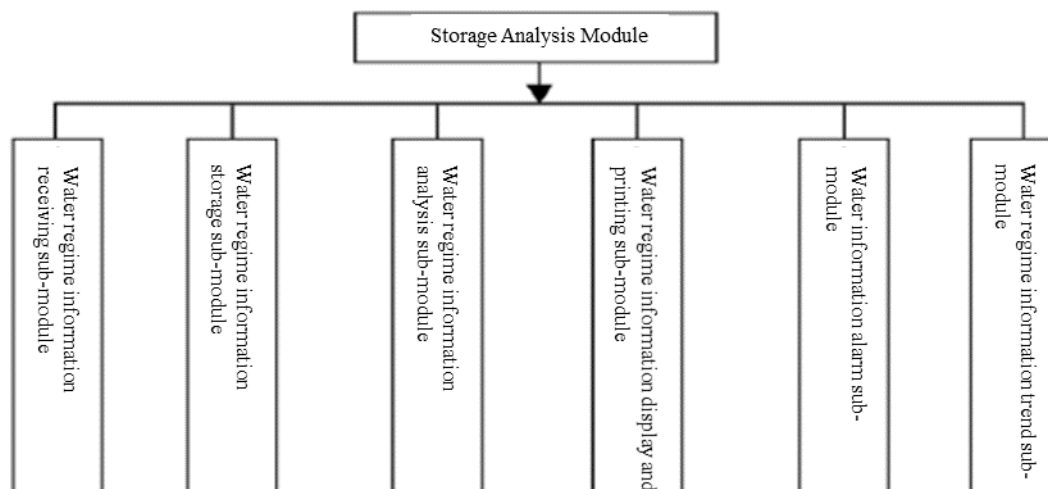 Storage Analysis Module
Water regime information
receiving sub-module
Water regime information
storage sub-module
Water regime information
analysis sub-module
Water regime information display and
printing sub-module
Water information alarm sub-
module
Water regime information trend sub-
module